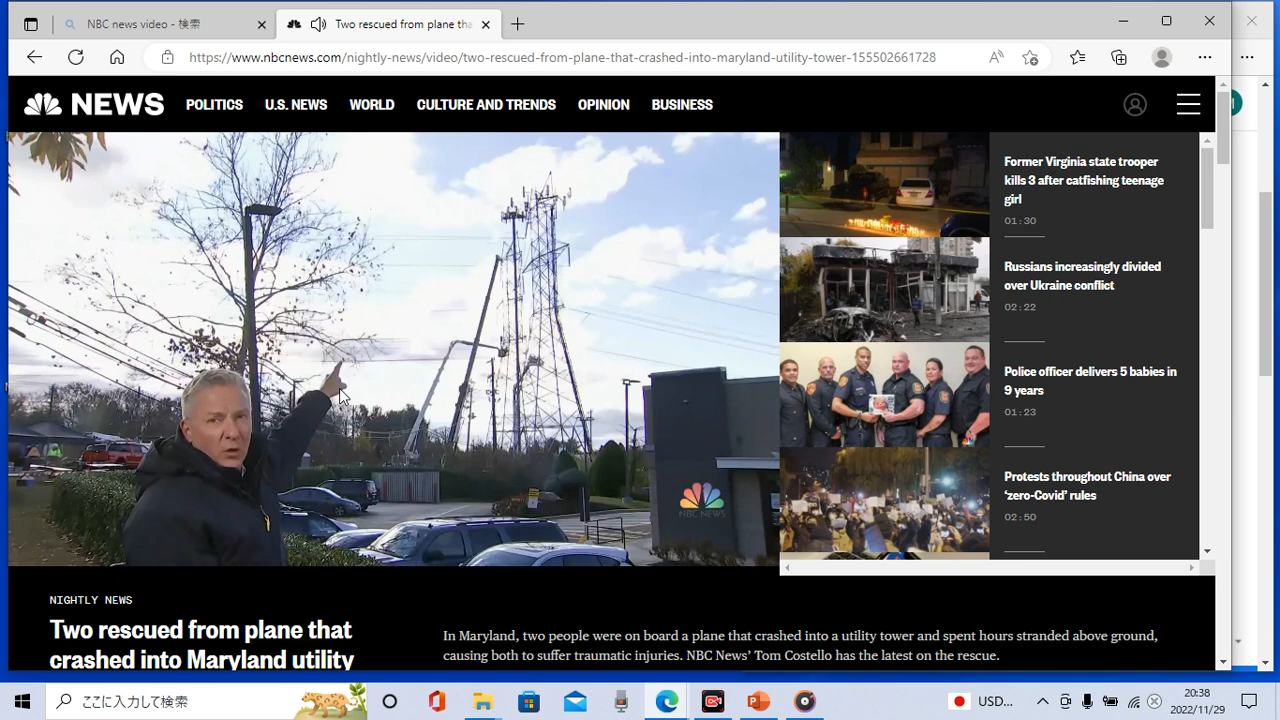 NBC news video - 検索
Two rescued from plane tha
https://www.nbcnews.com/nightly-news/video/two-rescued-from-plane-that-crashed-into-maryland-utility-tower-155502661728
NEWS
POLITICS
U.S. NEWS
WORLD
CULTURE AND TRENDS
OPINION
BUSINESS
Former Virginia state trooper
kills 3 after catfishing teenage
girl
01:30
Russians increasingly divided
over Ukraine conflict
02:22
Police officer delivers 5 babies in
9 years
01:23
Protests throughout China over
‘zero-Covid’ rules
02:50
NBC NEWS
NIGHTLY NEWS
Two rescued from plane that
crashed into Maryland utility
In Maryland, two people were on board a plane that crashed into a utility tower and spent hours stranded above ground,
causing both to suffer traumatic injuries. NBC News’ Tom Costello has the latest on the rescue.
ここに入力して検索
USD...
20:38
2022/11/29